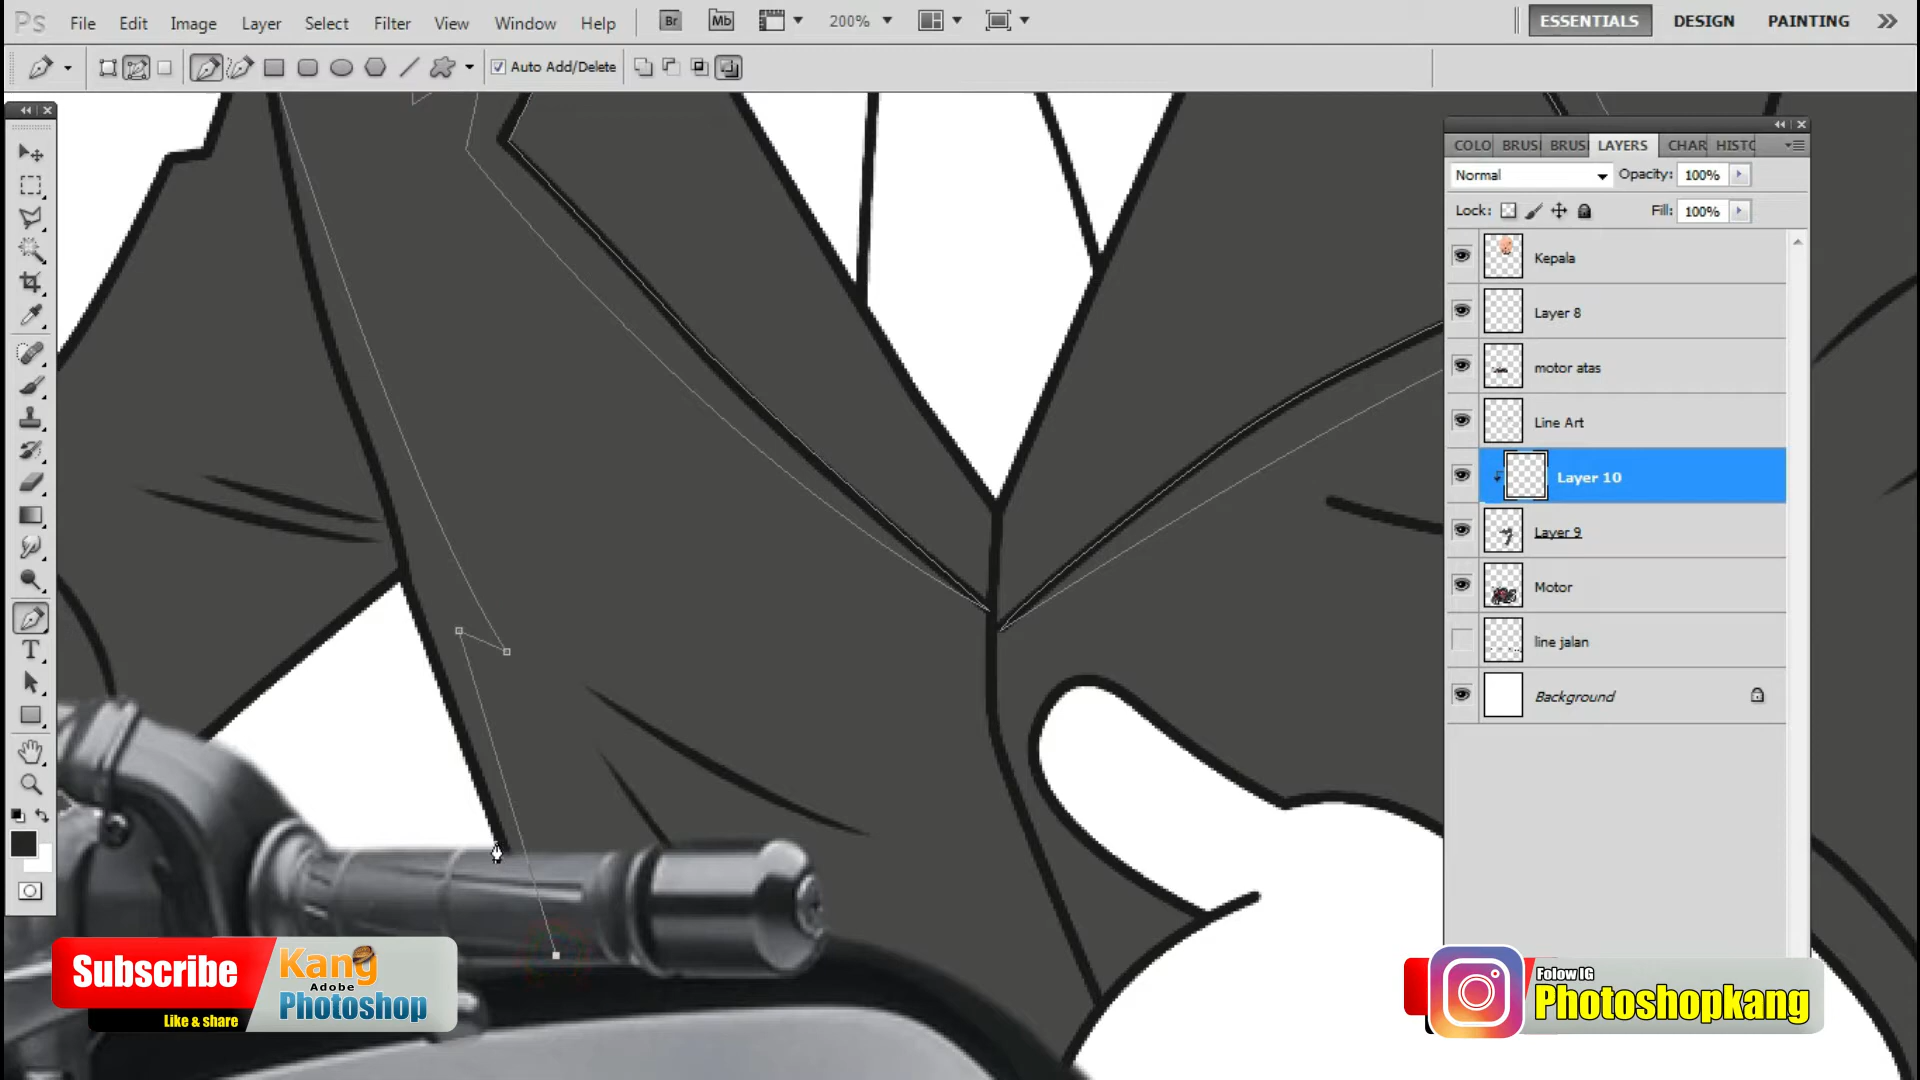 Ps File Edit Image Layer Select Filter View Window Help Br Mb 200% ESSENTIALS DESIGN PAINTING
Auto Add/Delete
COLO BRUS BRUS LAYERS CHAR HISTO
Normal Opacity: 100%
Lock: Fill: 100%
Kepala
Layer 8
motor atas
Line Art
Layer 10
Layer 9
Motor
line jalan
Background
T
Subscribe
Like & share
Kang
Adobe
Photoshop
Folow IG
Photoshopkang